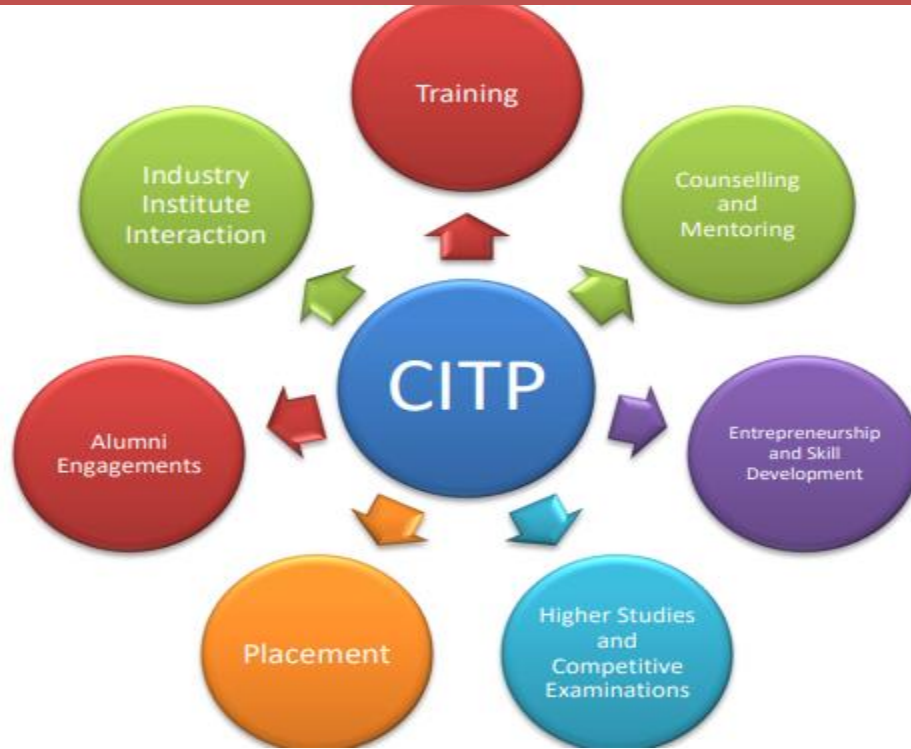 Training
Counselling
and
Mentoring
Entrepreneurship
and Skill
Development
Higher Studies
and
Competitive
Examinations
Placement
Alumni
Engagements
Industry
Institute
Interaction
CITP